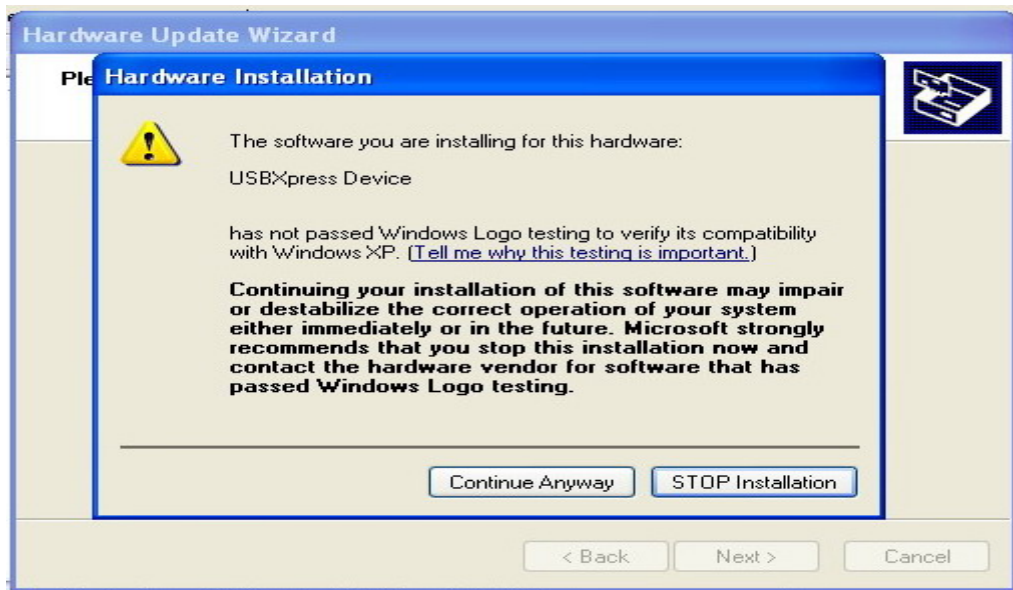 Hardware Update Wizard
Ple
Hardware Installation
The software you are installing for this hardware:
USBXpress Device
has not passed Windows Logo testing to verify its compatibility
with Windows XP. (Tell me why this testing is important.)
Continuing your installation of this software may impair
or destabilize the correct operation of your system
either immediately or in the future. Microsoft strongly
recommends that you stop this installation now and
contact the hardware vendor for software that has
passed Windows Logo testing.
Continue Anyway
STOP Installation
< Back
Next >
Cancel